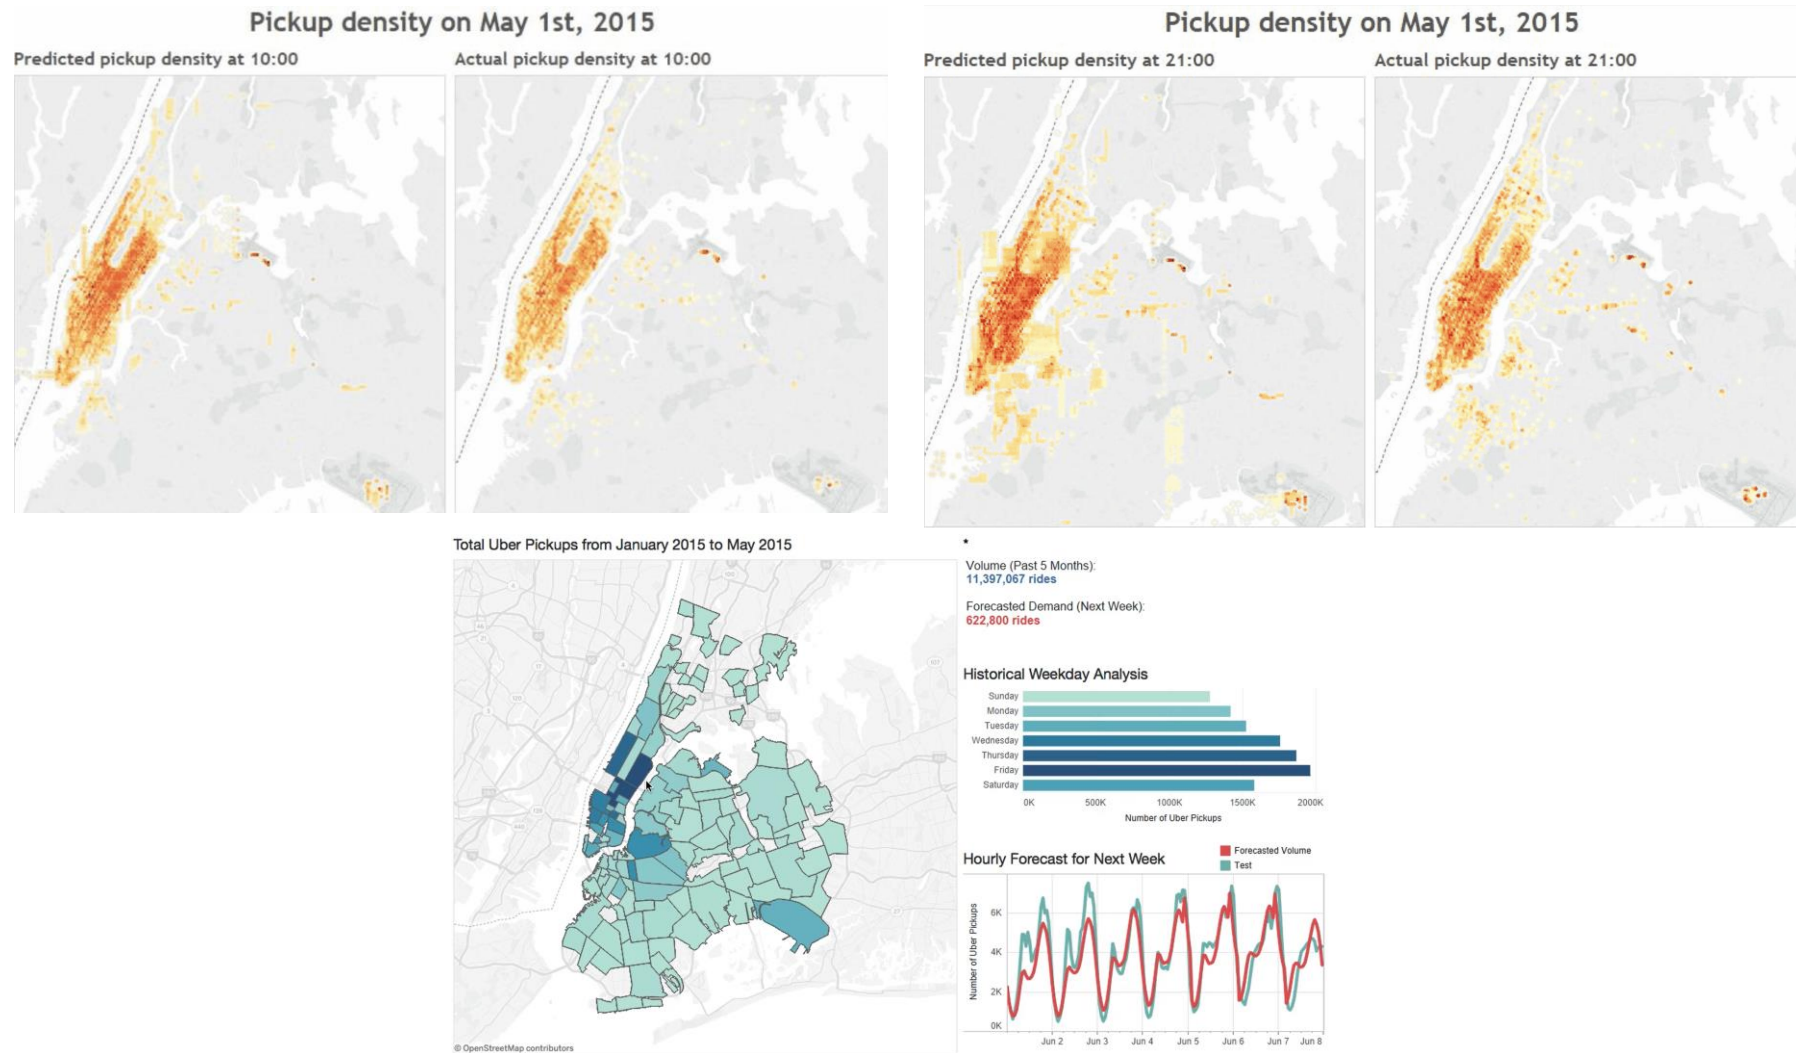 Pickup density on May 1st, 2015
Predicted pickup density at 10:00
Actual pickup density at 10:00
Pickup density on May 1st, 2015
Predicted pickup density at 21:00
Actual pickup density at 21:00
Total Uber Pickups from January 2015 to May 2015
© OpenStreetMap contributors
*
Volume (Past 5 Months):
11,397,067 rides
Forecasted Demand (Next Week):
622,800 rides
Historical Weekday Analysis
Sunday
Monday
Tuesday
Wednesday
Thursday
Friday
Saturday
0K 500K 1000K 1500K 2000K
Number of Uber Pickups
Hourly Forecast for Next Week
Forecasted Volume
Test
Number of Uber Pickups
6K
4K
2K
0K
Jun 2 Jun 3 Jun 4 Jun 5 Jun 6 Jun 7 Jun 8